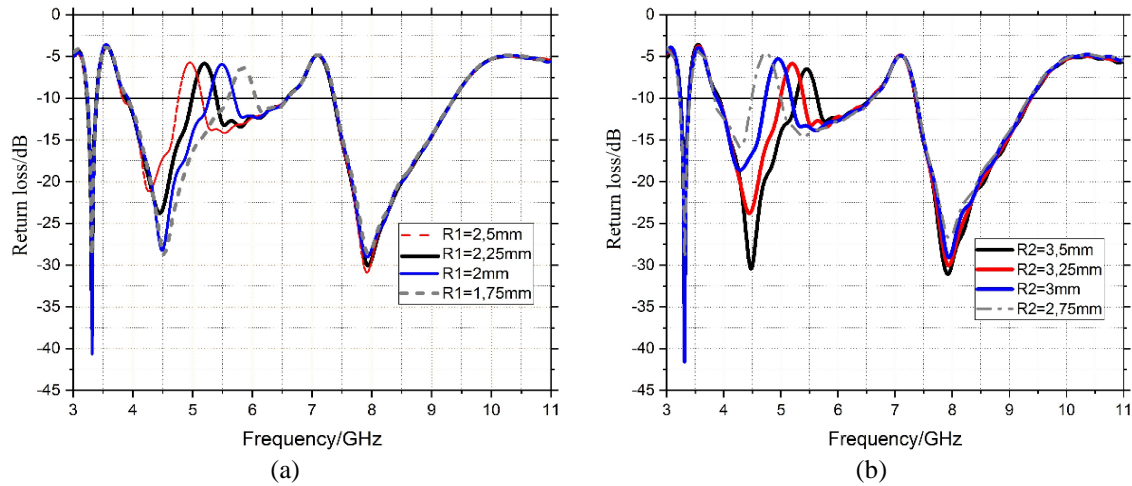 0
-5
-10
-15
-20
-25
-30
-35
-40
-45
Return loss/dB
R1=2,5mm
R1=2,25mm
R1=2mm
R1=1,75mm
3 4 5 6 7 8 9 10 11
Frequency/GHz
(a)
0
-5
-10
-15
-20
-25
-30
-35
-40
-45
Return loss/dB
R2=3,5mm
R2=3,25mm
R2=3mm
R2=2,75mm
3 4 5 6 7 8 9 10 11
Frequency/GHz
(b)